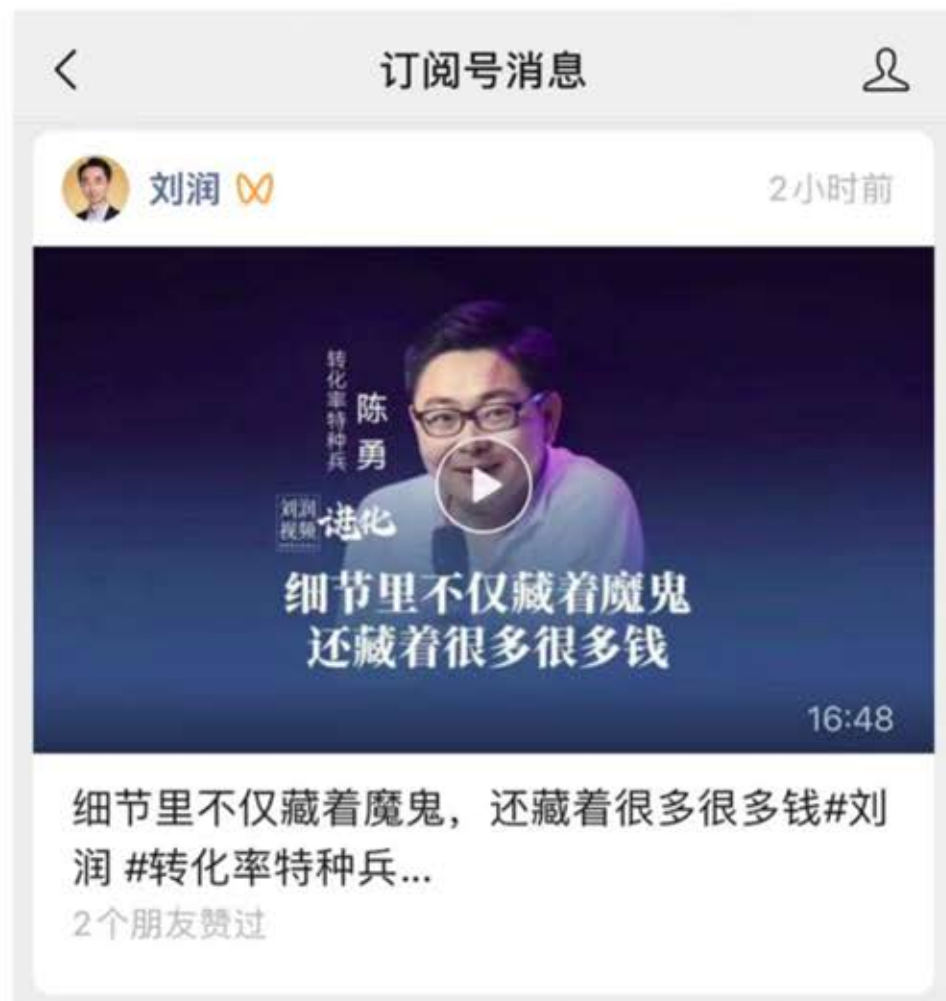 订阅号消息
刘润
2小时前
转化率特种兵
陈勇
刘润
视频
进化
细节里不仅藏着魔鬼
还藏着很多很多钱
16:48
细节里不仅藏着魔鬼，还藏着很多很多钱#刘
润 #转化率特种兵...
2个朋友赞过